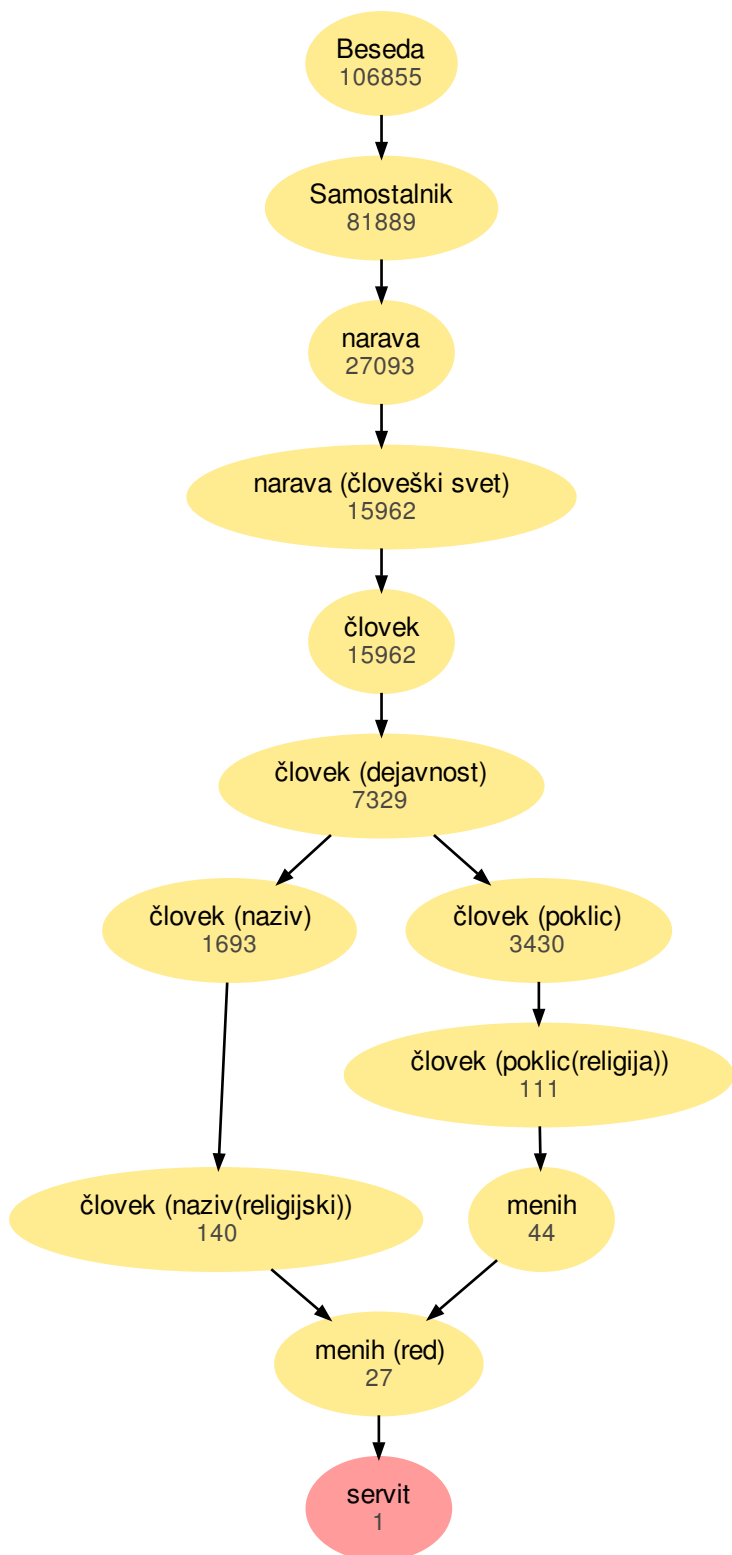 Beseda
106855
Samostalnik
81889
narava
27093
narava (človeški svet)
15962
človek
15962
človek (dejavnost)
7329
človek (naziv)
1693
človek (poklic)
3430
človek (poklic(religija))
111
človek (naziv(religijski))
140
menih
44
menih (red)
27
servit
1